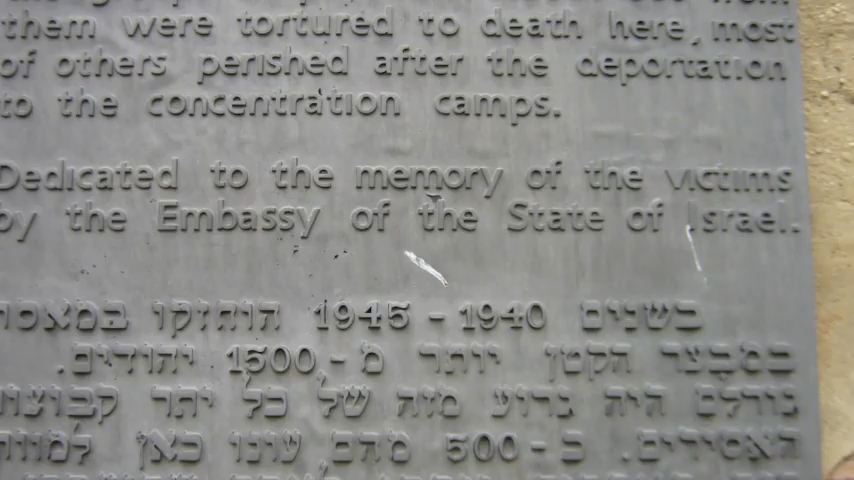 them were tortured to death here, most
of others perished after the deportation
to the concentration camps.
Dedicated to the memory of the victims
by the Embassy of the State of Israel.
בשנים 1940 - 1945 הוחזקו במאסר
במבצר הקטן יותר מ - 1500 יהודים.
גורלם היה גרוע מזה של כל יתר קבוצות
האסירים. כ - 500 מהם עונו כאן למוות